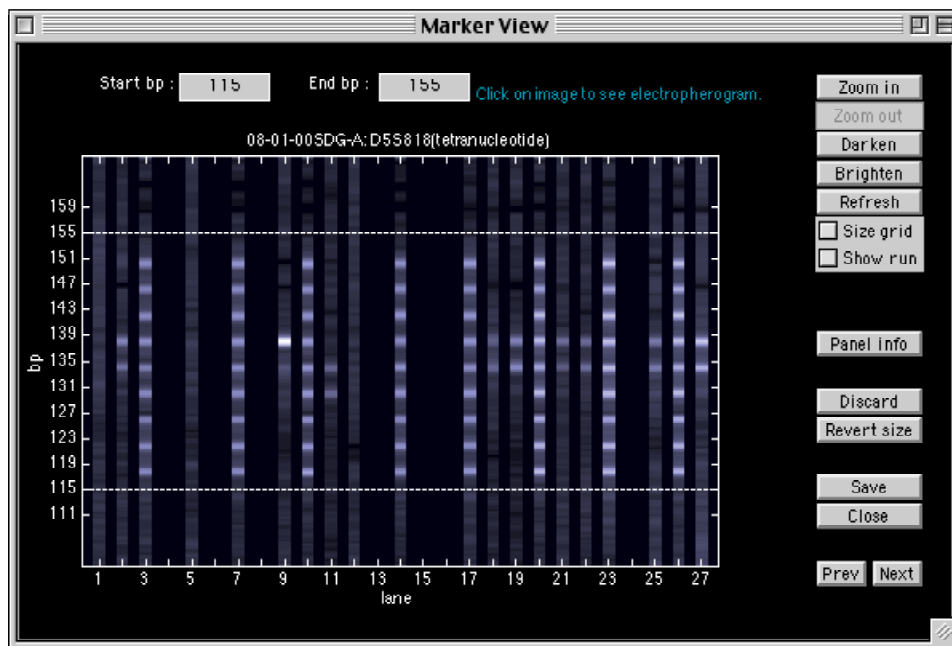 Marker View
Start bp : 115 End bp : 155 Click on image to see electropherogram.
08-01-00SDG-A: D5S818(tetranucleotide)
159
155
151
147
143
139
135
131
127
123
119
115
111
bp
1 3 5 7 9 11 13 15 17 19 21 23 25 27
lane
Zoom in
Zoom out
Darken
Brighten
Refresh
Size grid
Show run
Panel info
Discard
Revert size
Save
Close
Prev Next